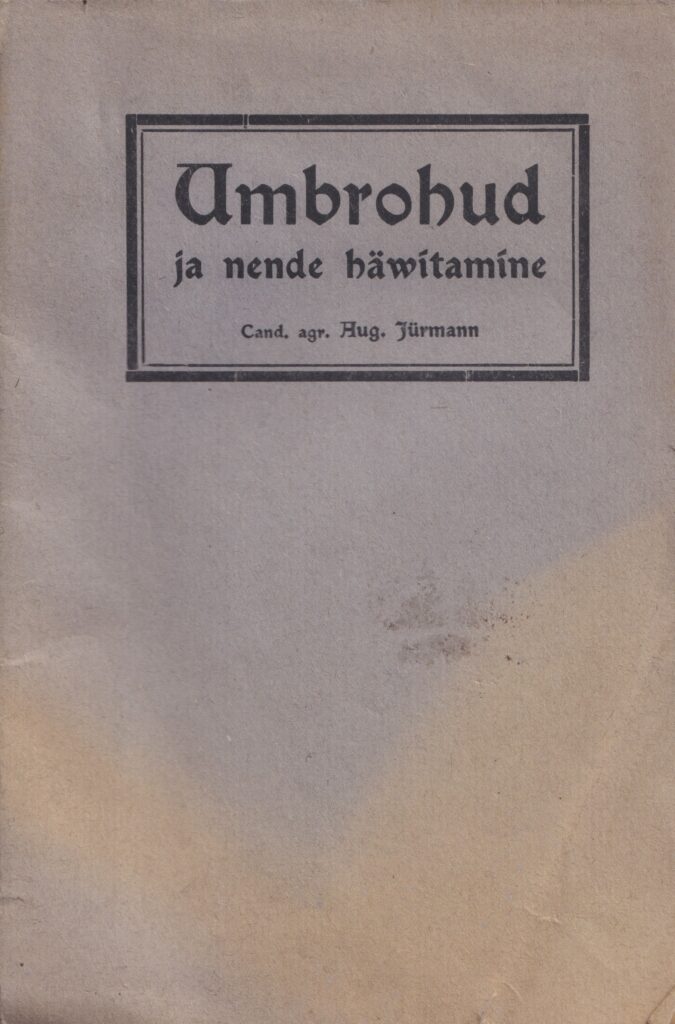 Umbrohud
ja nende häwitamine
Cand. agr. Aug. Jürmann